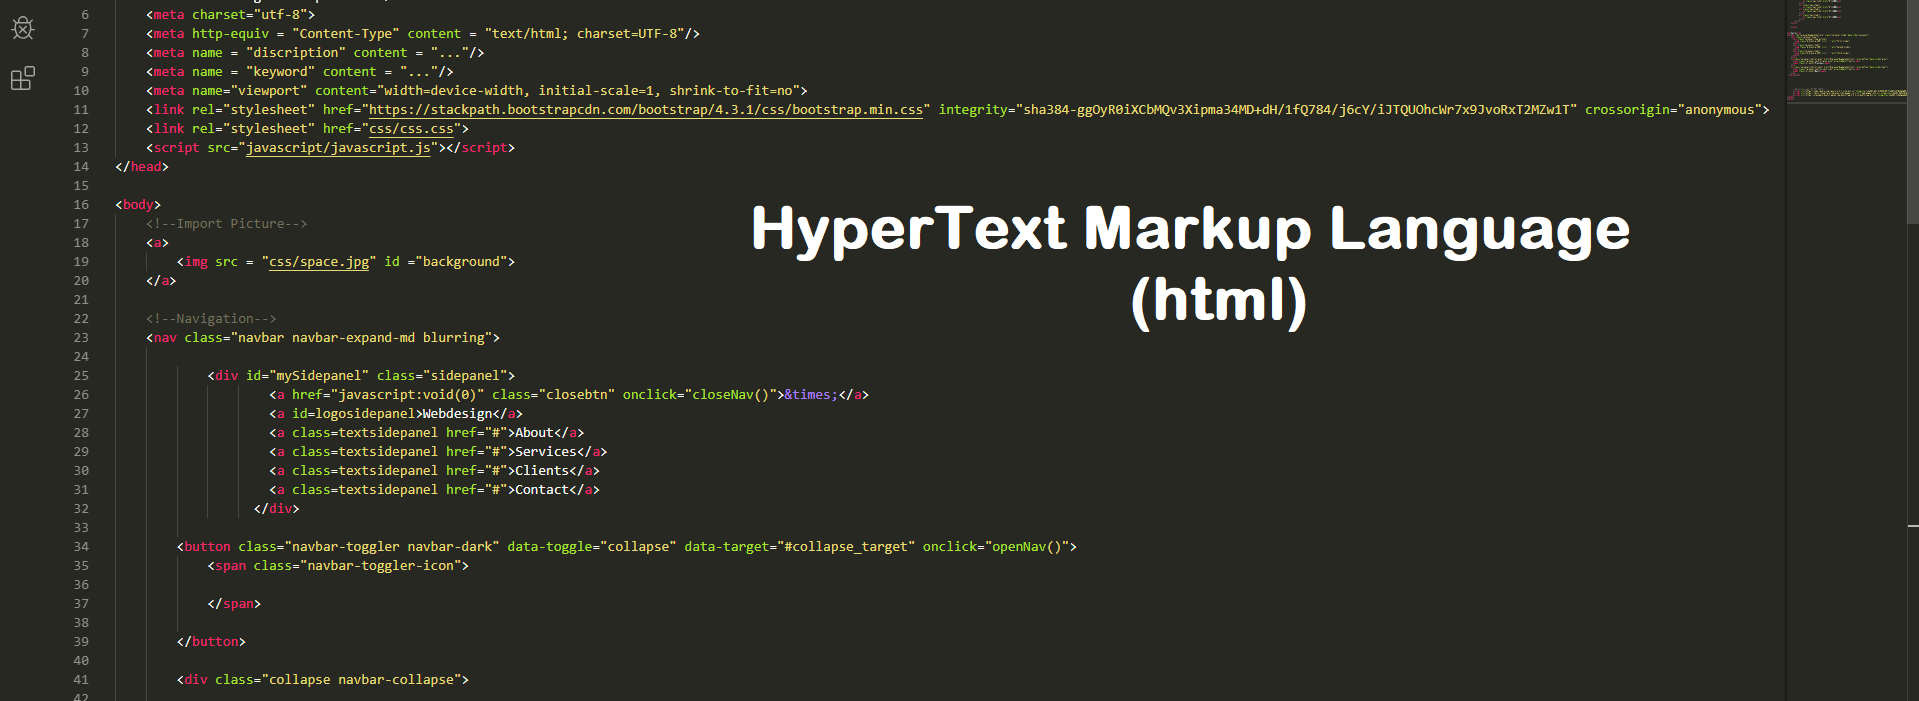 6 <meta charset="utf-8">
7 <meta http-equiv = "Content-Type" content = "text/html; charset=UTF-8"/>
8 <meta name = "discription" content = "..."/>
9 <meta name = "keyword" content = "..."/>
10 <meta name="viewport" content="width=device-width, initial-scale=1, shrink-to-fit=no">
11 <link rel="stylesheet" href="https://stackpath.bootstrapcdn.com/bootstrap/4.3.1/css/bootstrap.min.css" integrity="sha384-ggOyR0iXCbMQv3Xipma34MD+dH/1fQ784/j6cY/iJTQUOhcWr7x9JvoRxT2MZw1T" crossorigin="anonymous">
12 <link rel="stylesheet" href="css/css.css">
13 <script src="javascript/javascript.js"></script>
14 </head>
15
16 <body>
17 <!--Import Picture-->
18 <a>
19 <img src = "css/space.jpg" id ="background">
20 </a>
21
22 <!--Navigation-->
23 <nav class="navbar navbar-expand-md blurring">
24
25 <div id="mySidepanel" class="sidepanel">
26 <a href="javascript:void(0)" class="closebtn" onclick="closeNav()">&times;</a>
27 <a id=logosidepanel>Webdesign</a>
28 <a class=textsidepanel href="#">About</a>
29 <a class=textsidepanel href="#">Services</a>
30 <a class=textsidepanel href="#">Clients</a>
31 <a class=textsidepanel href="#">Contact</a>
32 </div>
33
34 <button class="navbar-toggler navbar-dark" data-toggle="collapse" data-target="#collapse_target" onclick="openNav()">
35 <span class="navbar-toggler-icon">
36
37 </span>
38
39 </button>
40
41 <div class="collapse navbar-collapse">
42
HyperText Markup Language
(html)